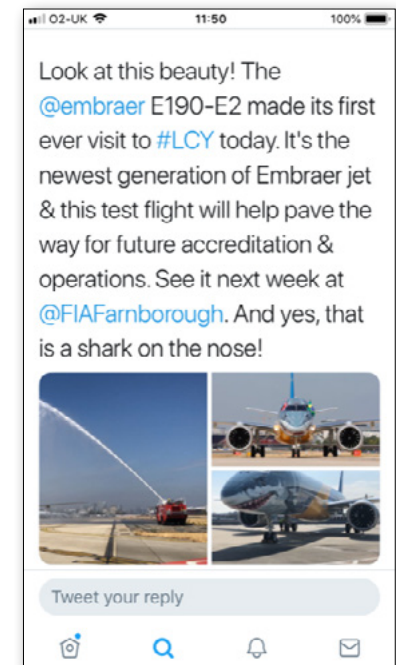 O2-UK 11:50 100%
Look at this beauty! The
@embraer E190-E2 made its first
ever visit to #LCY today. It's the
newest generation of Embraer jet
& this test flight will help pave the
way for future accreditation &
operations. See it next week at
@FIAFarnborough. And yes, that
is a shark on the nose!
Tweet your reply